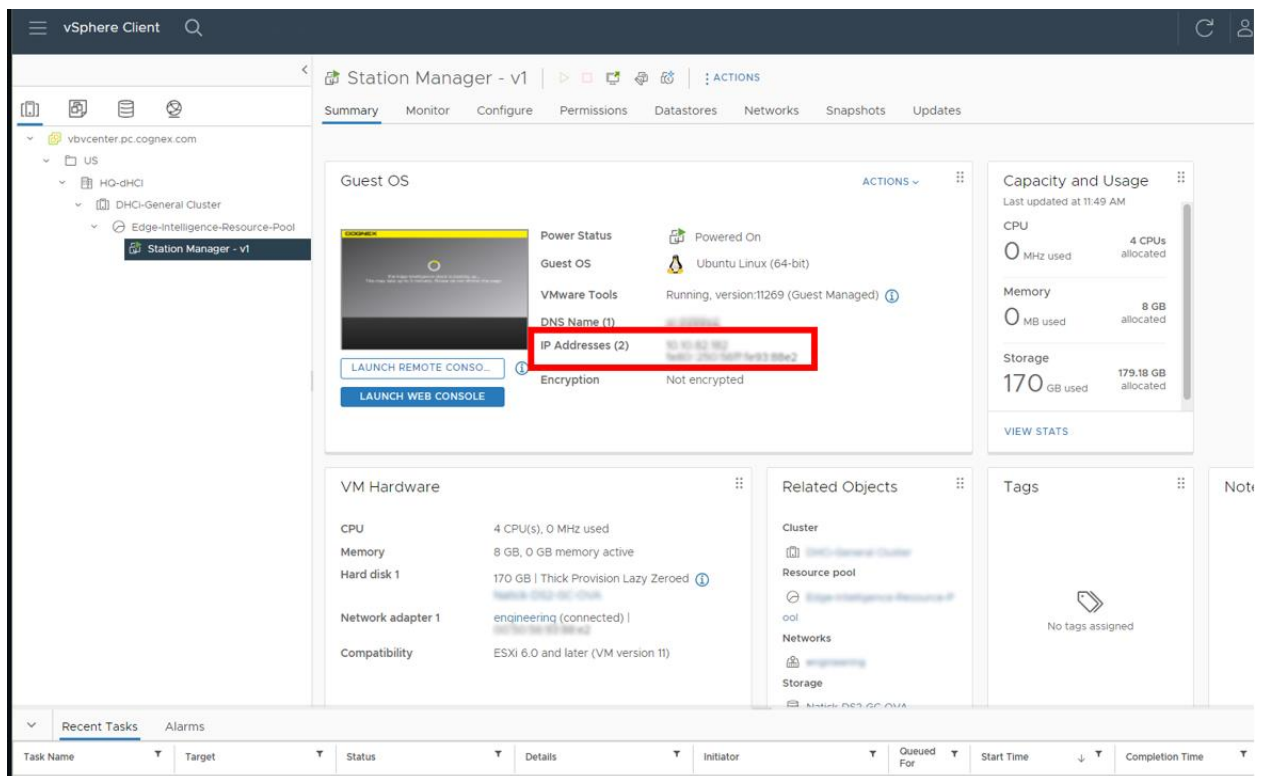 vSphere Client
Station Manager - v1
ACTIONS
Summary Monitor Configure Permissions Datastores Networks Snapshots Updates
vbvcenter.pc.cognex.com
US
HQ-dHCI
DHCI-General Cluster
Edge-Intelligence-Resource-Pool
Station Manager - v1
Guest OS
ACTIONS
COGNEX
Power Status Powered On
Guest OS Ubuntu Linux (64-bit)
VMware Tools Running, version:11269 (Guest Managed)
DNS Name (1)
IP Addresses (2)
Encryption Not encrypted
LAUNCH REMOTE CONSO...
LAUNCH WEB CONSOLE
Capacity and Usage
Last updated at 11:49 AM
CPU
0 MHz used
4 CPUs
allocated
Memory
0 MB used
8 GB
allocated
Storage
170 GB used
179.18 GB
allocated
VIEW STATS
VM Hardware
CPU 4 CPU(s), 0 MHz used
Memory 8 GB, 0 GB memory active
Hard disk 1 170 GB | Thick Provision Lazy Zeroed
Network adapter 1 engineering (connected) |
Compatibility ESXi 6.0 and later (VM version 11)
Related Objects
Cluster
Resource pool
ool
Networks
Storage
Tags
No tags assigned
Note
Recent Tasks Alarms
Task Name Target Status Details Initiator Queued For Start Time Completion Time